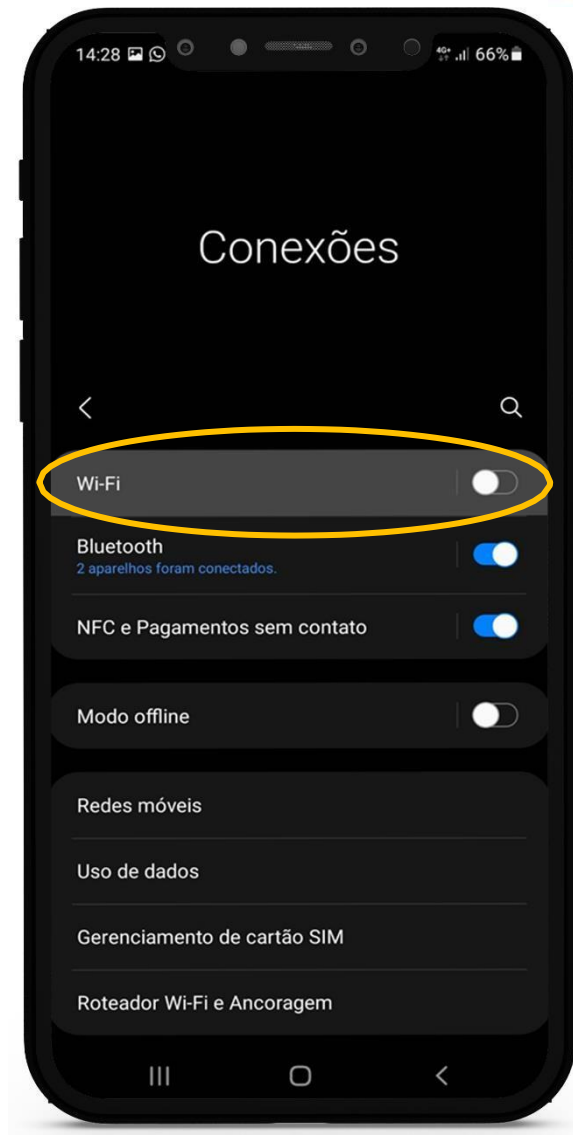 14:28 4G+ 66%
Conexões
Wi-Fi
Bluetooth
2 aparelhos foram conectados.
NFC e Pagamentos sem contato
Modo offline
Redes móveis
Uso de dados
Gerenciamento de cartão SIM
Roteador Wi-Fi e Ancoragem